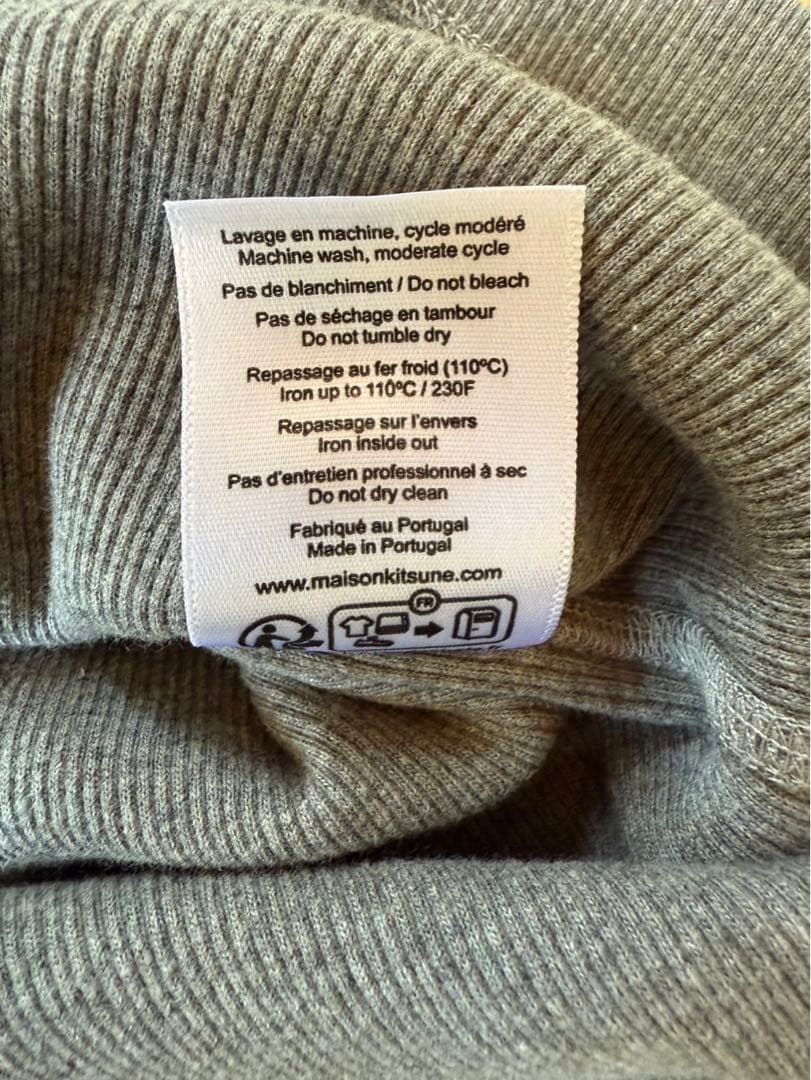 Lavage en machine, cycle modéré
Machine wash, moderate cycle
Pas de blanchiment / Do not bleach
Pas de séchage en tambour
Do not tumble dry
Repassage au fer froid (110ºC)
Iron up to 110ºC / 230F
Repassage sur l'envers
Iron inside out
Pas d'entretien professionnel à sec
Do not dry clean
Fabriqué au Portugal
Made in Portugal
www.maisonkitsune.com
FR